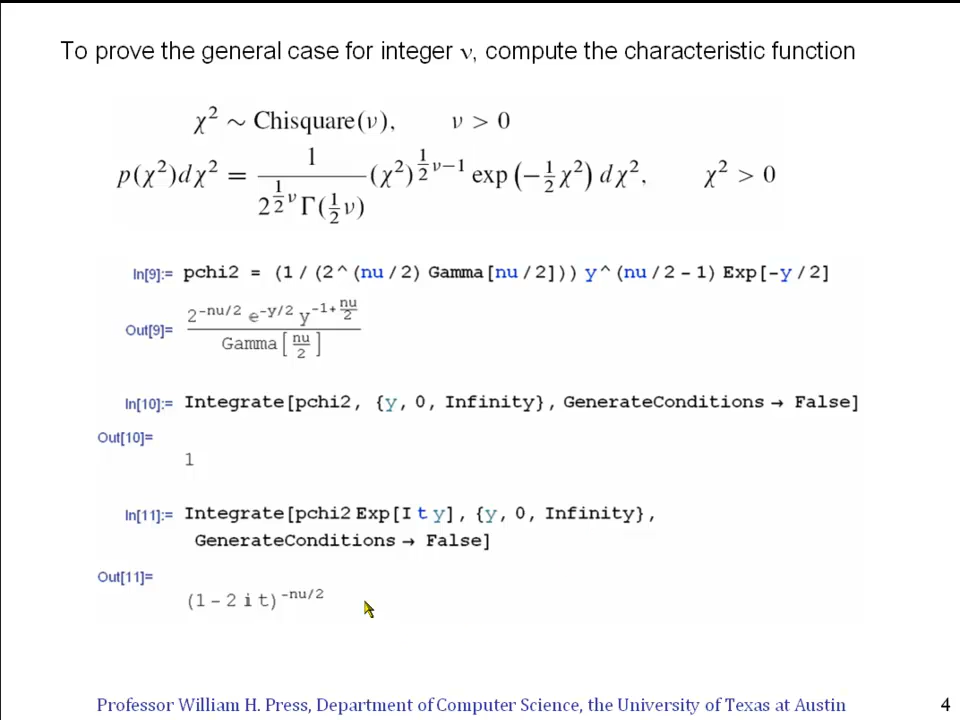 To prove the general case for integer ν, compute the characteristic function
χ² ∼ Chisquare(ν), ν > 0
p(χ²)dχ² = 1 / (2^{½ν} Γ(½ν)) (χ²)^{½ν−1} exp(−½χ²) dχ², χ² > 0
In[9]:= pchi2 = (1 / (2^(nu / 2) Gamma[nu / 2])) y^(nu / 2 - 1) Exp[-y / 2]
Out[9]= 2^{-nu/2} e^{-y/2} y^{-1+nu/2} / Gamma[nu/2]
In[10]:= Integrate[pchi2, {y, 0, Infinity}, GenerateConditions → False]
Out[10]=
1
In[11]:= Integrate[pchi2 Exp[I t y], {y, 0, Infinity},
GenerateConditions → False]
Out[11]=
(1 - 2 i t)^{-nu/2}
Professor William H. Press, Department of Computer Science, the University of Texas at Austin
4